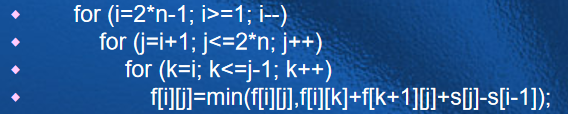 for (i=2*n-1; i>=1; i--)
for (j=i+1; j<=2*n; j++)
for (k=i; k<=j-1; k++)
f[i][j]=min(f[i][j],f[i][k]+f[k+1][j]+s[j]-s[i-1]);